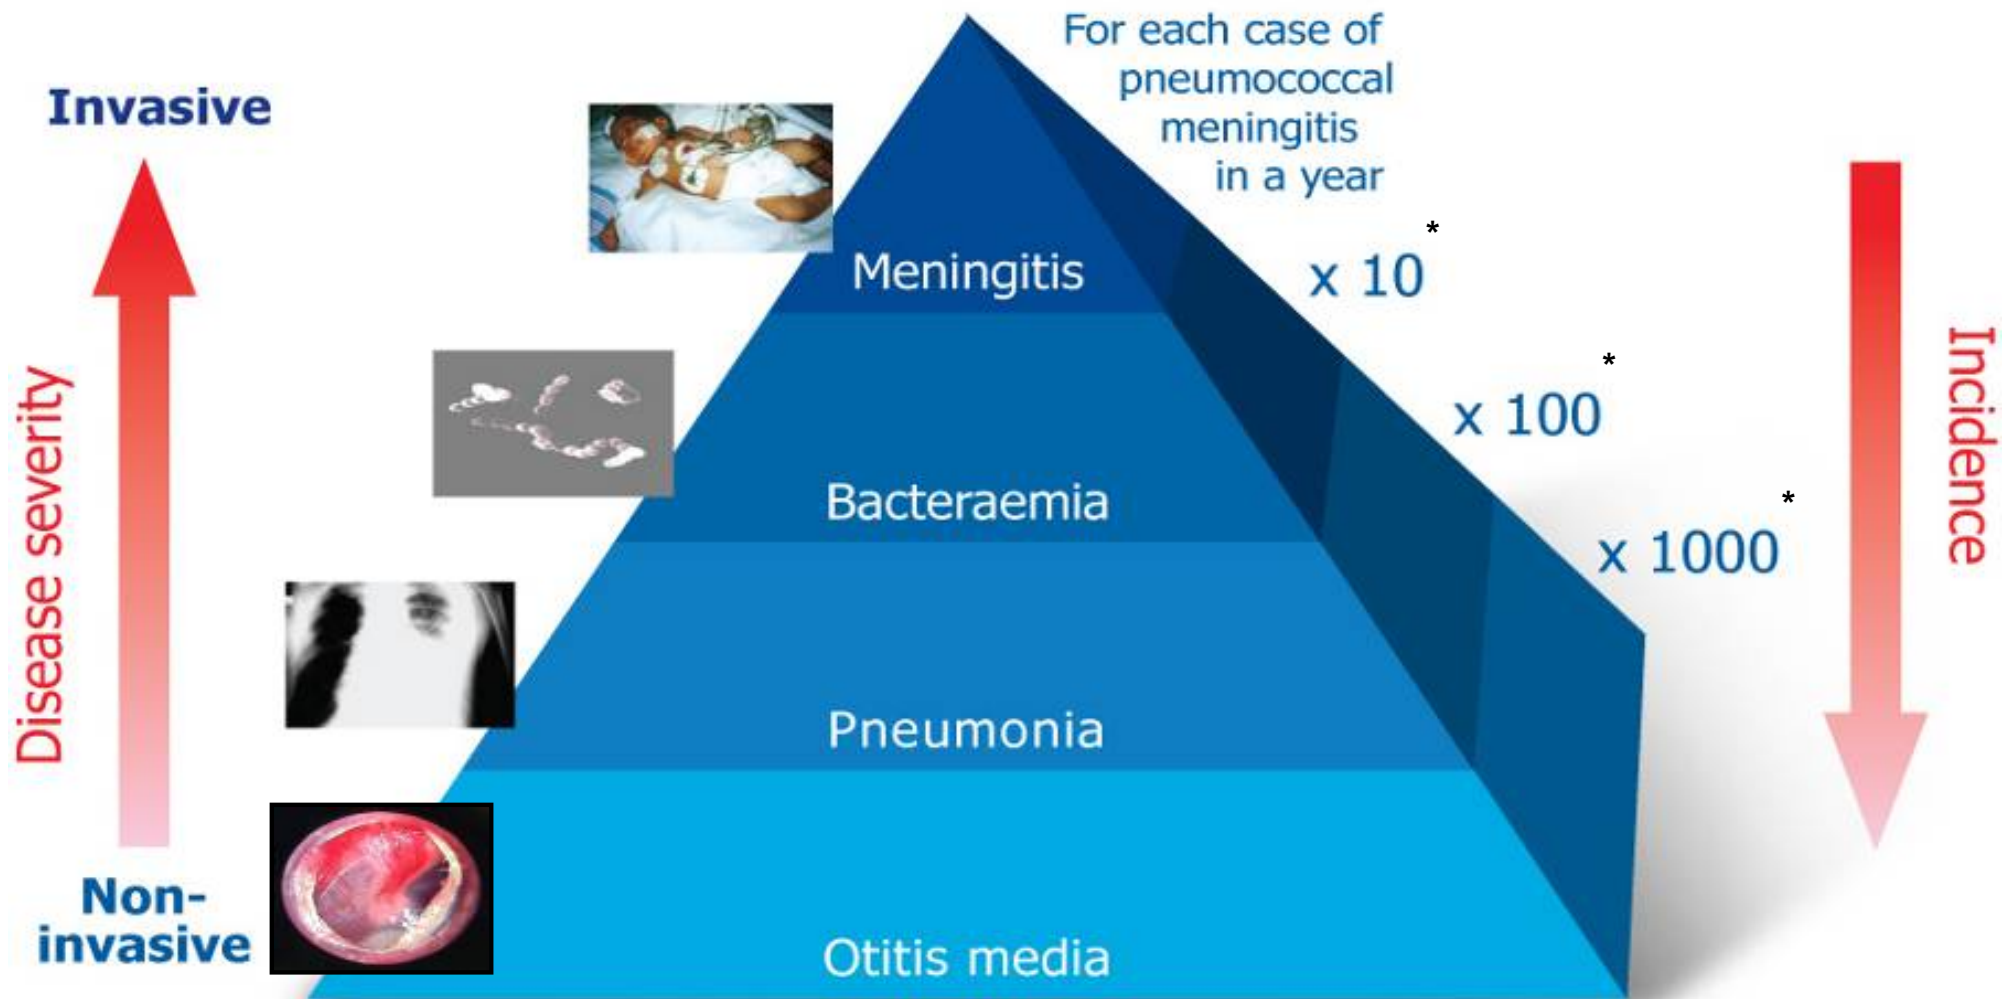 For each case of
pneumococcal
meningitis
in a year
Invasive
Disease severity
Non-
invasive
Meningitis
Bacteraemia
Pneumonia
Otitis media
x 10*
x 100*
x 1000*
Incidence